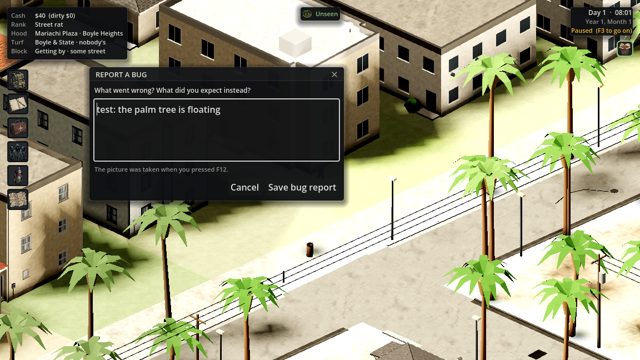 Cash $40 (dirty $0)
Rank Street rat
Hood Mariachi Plaza · Boyle Heights
Turf Boyle & State · nobody's
Block Getting by · some street
Unseen
Day 1 · 08:01
Year 1, Month 1
Paused (F3 to go on)
REPORT A BUG
What went wrong? What did you expect instead?
test: the palm tree is floating
The picture was taken when you pressed F12.
Cancel Save bug report